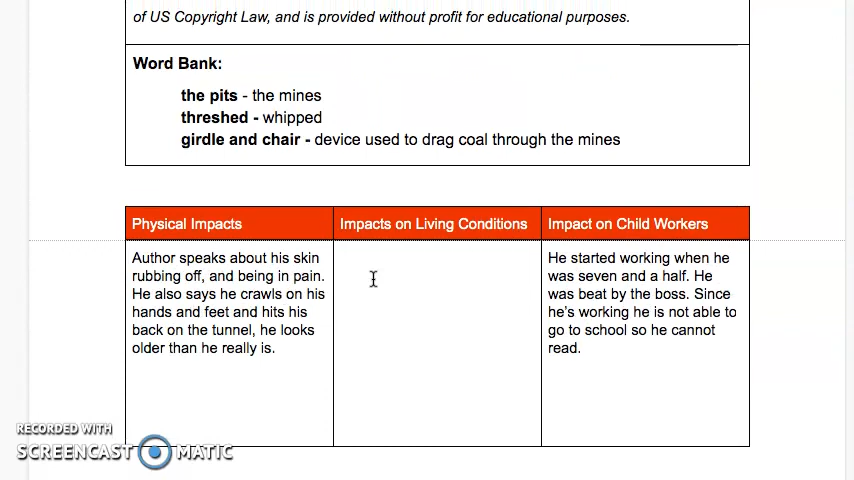 of US Copyright Law, and is provided without profit for educational purposes.
Word Bank:
the pits - the mines
threshed - whipped
girdle and chair - device used to drag coal through the mines
Physical Impacts
Impacts on Living Conditions
Impact on Child Workers
Author speaks about his skin
rubbing off, and being in pain.
He also says he crawls on his
hands and feet and hits his
back on the tunnel, he looks
older than he really is.
He started working when he
was seven and a half. He
was beat by the boss. Since
he's working he is not able to
go to school so he cannot
read.
RECORDED WITH
SCREENCAST MATIC